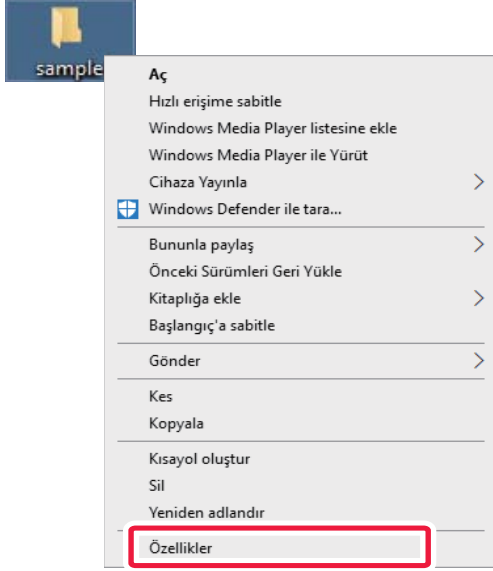 sample
Aç
Hızlı erişime sabitle
Windows Media Player listesine ekle
Windows Media Player ile Yürüt
Cihaza Yayınla
Windows Defender ile tara...
Bununla paylaş
Önceki Sürümleri Geri Yükle
Kitaplığa ekle
Başlangıç'a sabitle
Gönder
Kes
Kopyala
Kısayol oluştur
Sil
Yeniden adlandır
Özellikler